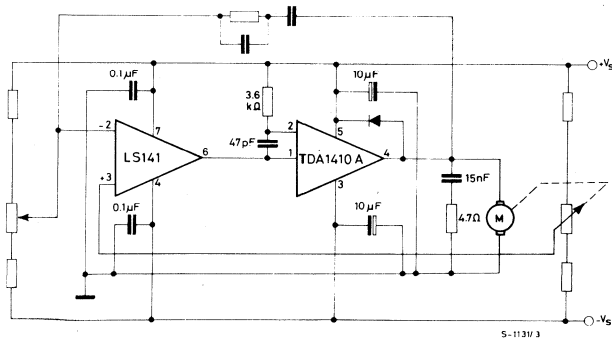 +Vs
0.1µF
10µF
3.6
kΩ
-2
7
LS141
6
47pF
2
1
5
TDA1410 A
4
+3
4
3
0.1µF
10µF
15nF
4.7Ω
M
-Vs
S-1131/3